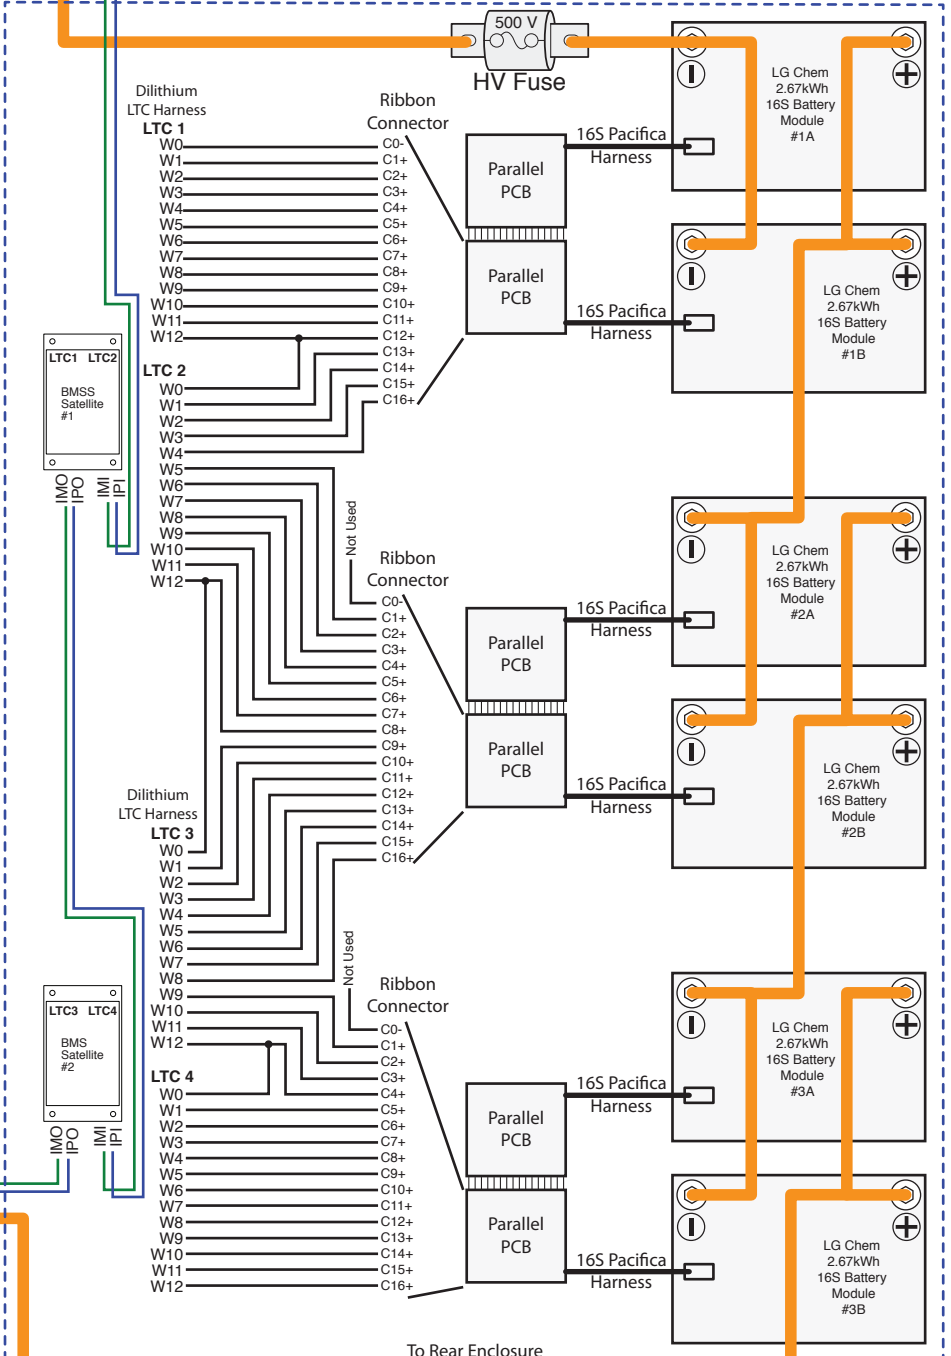 500 V
HV Fuse
Dilithium
LTC Harness
LTC 1
W0
W1
W2
W3
W4
W5
W6
W7
W8
W9
W10
W11
W12
Ribbon
Connector
C0-
C1+
C2+
C3+
C4+
C5+
C6+
C7+
C8+
C9+
C10+
C11+
C12+
C13+
C14+
C15+
C16+
Parallel
PCB
Parallel
PCB
16S Pacifica
Harness
16S Pacifica
Harness
LG Chem
2.67kWh
16S Battery
Module
#1A
LG Chem
2.67kWh
16S Battery
Module
#1B
LTC1 LTC2
BMSS
Satellite
#1
IMO
IPO
IMI
IPI
LTC 2
W0
W1
W2
W3
W4
W5
W6
W7
W8
W9
W10
W11
W12
Not Used
Ribbon
Connector
C0-
C1+
C2+
C3+
C4+
C5+
C6+
C7+
C8+
C9+
C10+
C11+
C12+
C13+
C14+
C15+
C16+
Parallel
PCB
Parallel
PCB
16S Pacifica
Harness
16S Pacifica
Harness
LG Chem
2.67kWh
16S Battery
Module
#2A
LG Chem
2.67kWh
16S Battery
Module
#2B
Dilithium
LTC Harness
LTC 3
W0
W1
W2
W3
W4
W5
W6
W7
W8
W9
W10
W11
W12
LTC3 LTC4
BMS
Satellite
#2
IMO
IPO
IMI
IPI
LTC 4
W0
W1
W2
W3
W4
W5
W6
W7
W8
W9
W10
W11
W12
Not Used
Ribbon
Connector
C0-
C1+
C2+
C3+
C4+
C5+
C6+
C7+
C8+
C9+
C10+
C11+
C12+
C13+
C14+
C15+
C16+
Parallel
PCB
Parallel
PCB
16S Pacifica
Harness
16S Pacifica
Harness
LG Chem
2.67kWh
16S Battery
Module
#3A
LG Chem
2.67kWh
16S Battery
Module
#3B
To Rear Enclosure